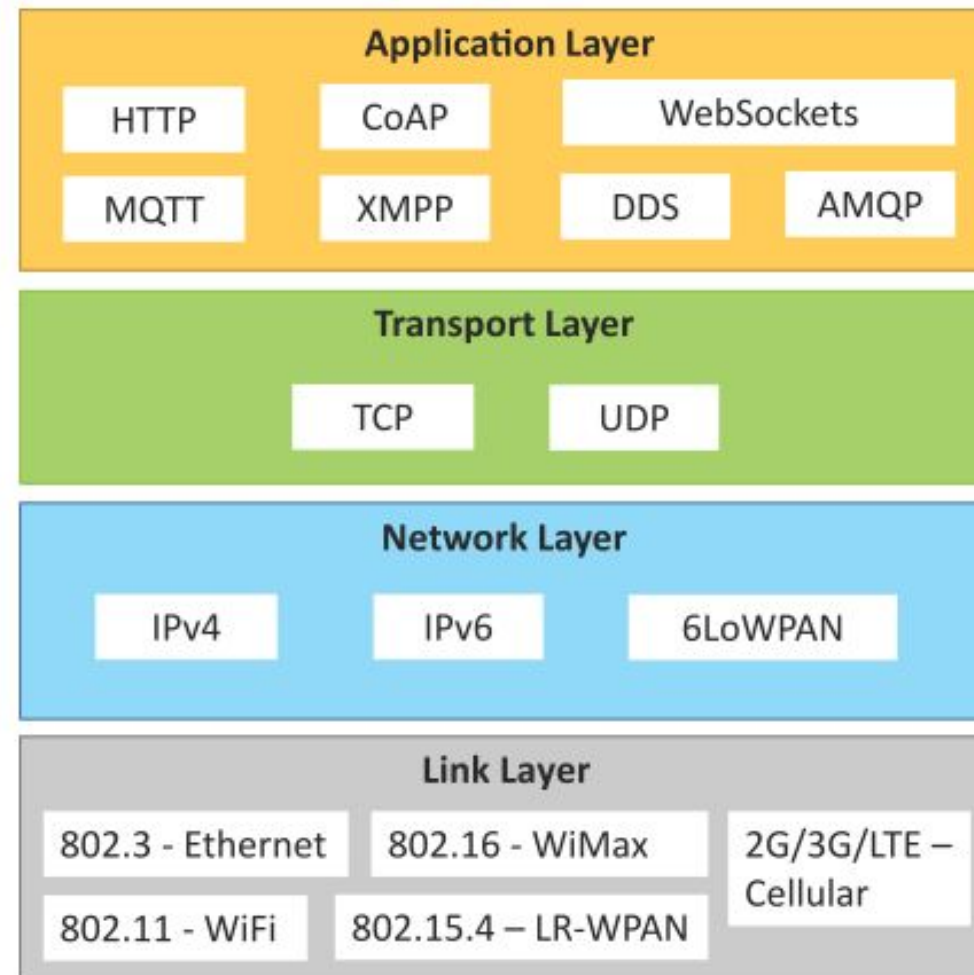 Application Layer
HTTP
CoAP
WebSockets
MQTT
XMPP
DDS
AMQP
Transport Layer
TCP
UDP
Network Layer
IPv4
IPv6
6LoWPAN
Link Layer
802.3 - Ethernet
802.16 - WiMax
2G/3G/LTE –
Cellular
802.11 - WiFi
802.15.4 – LR-WPAN